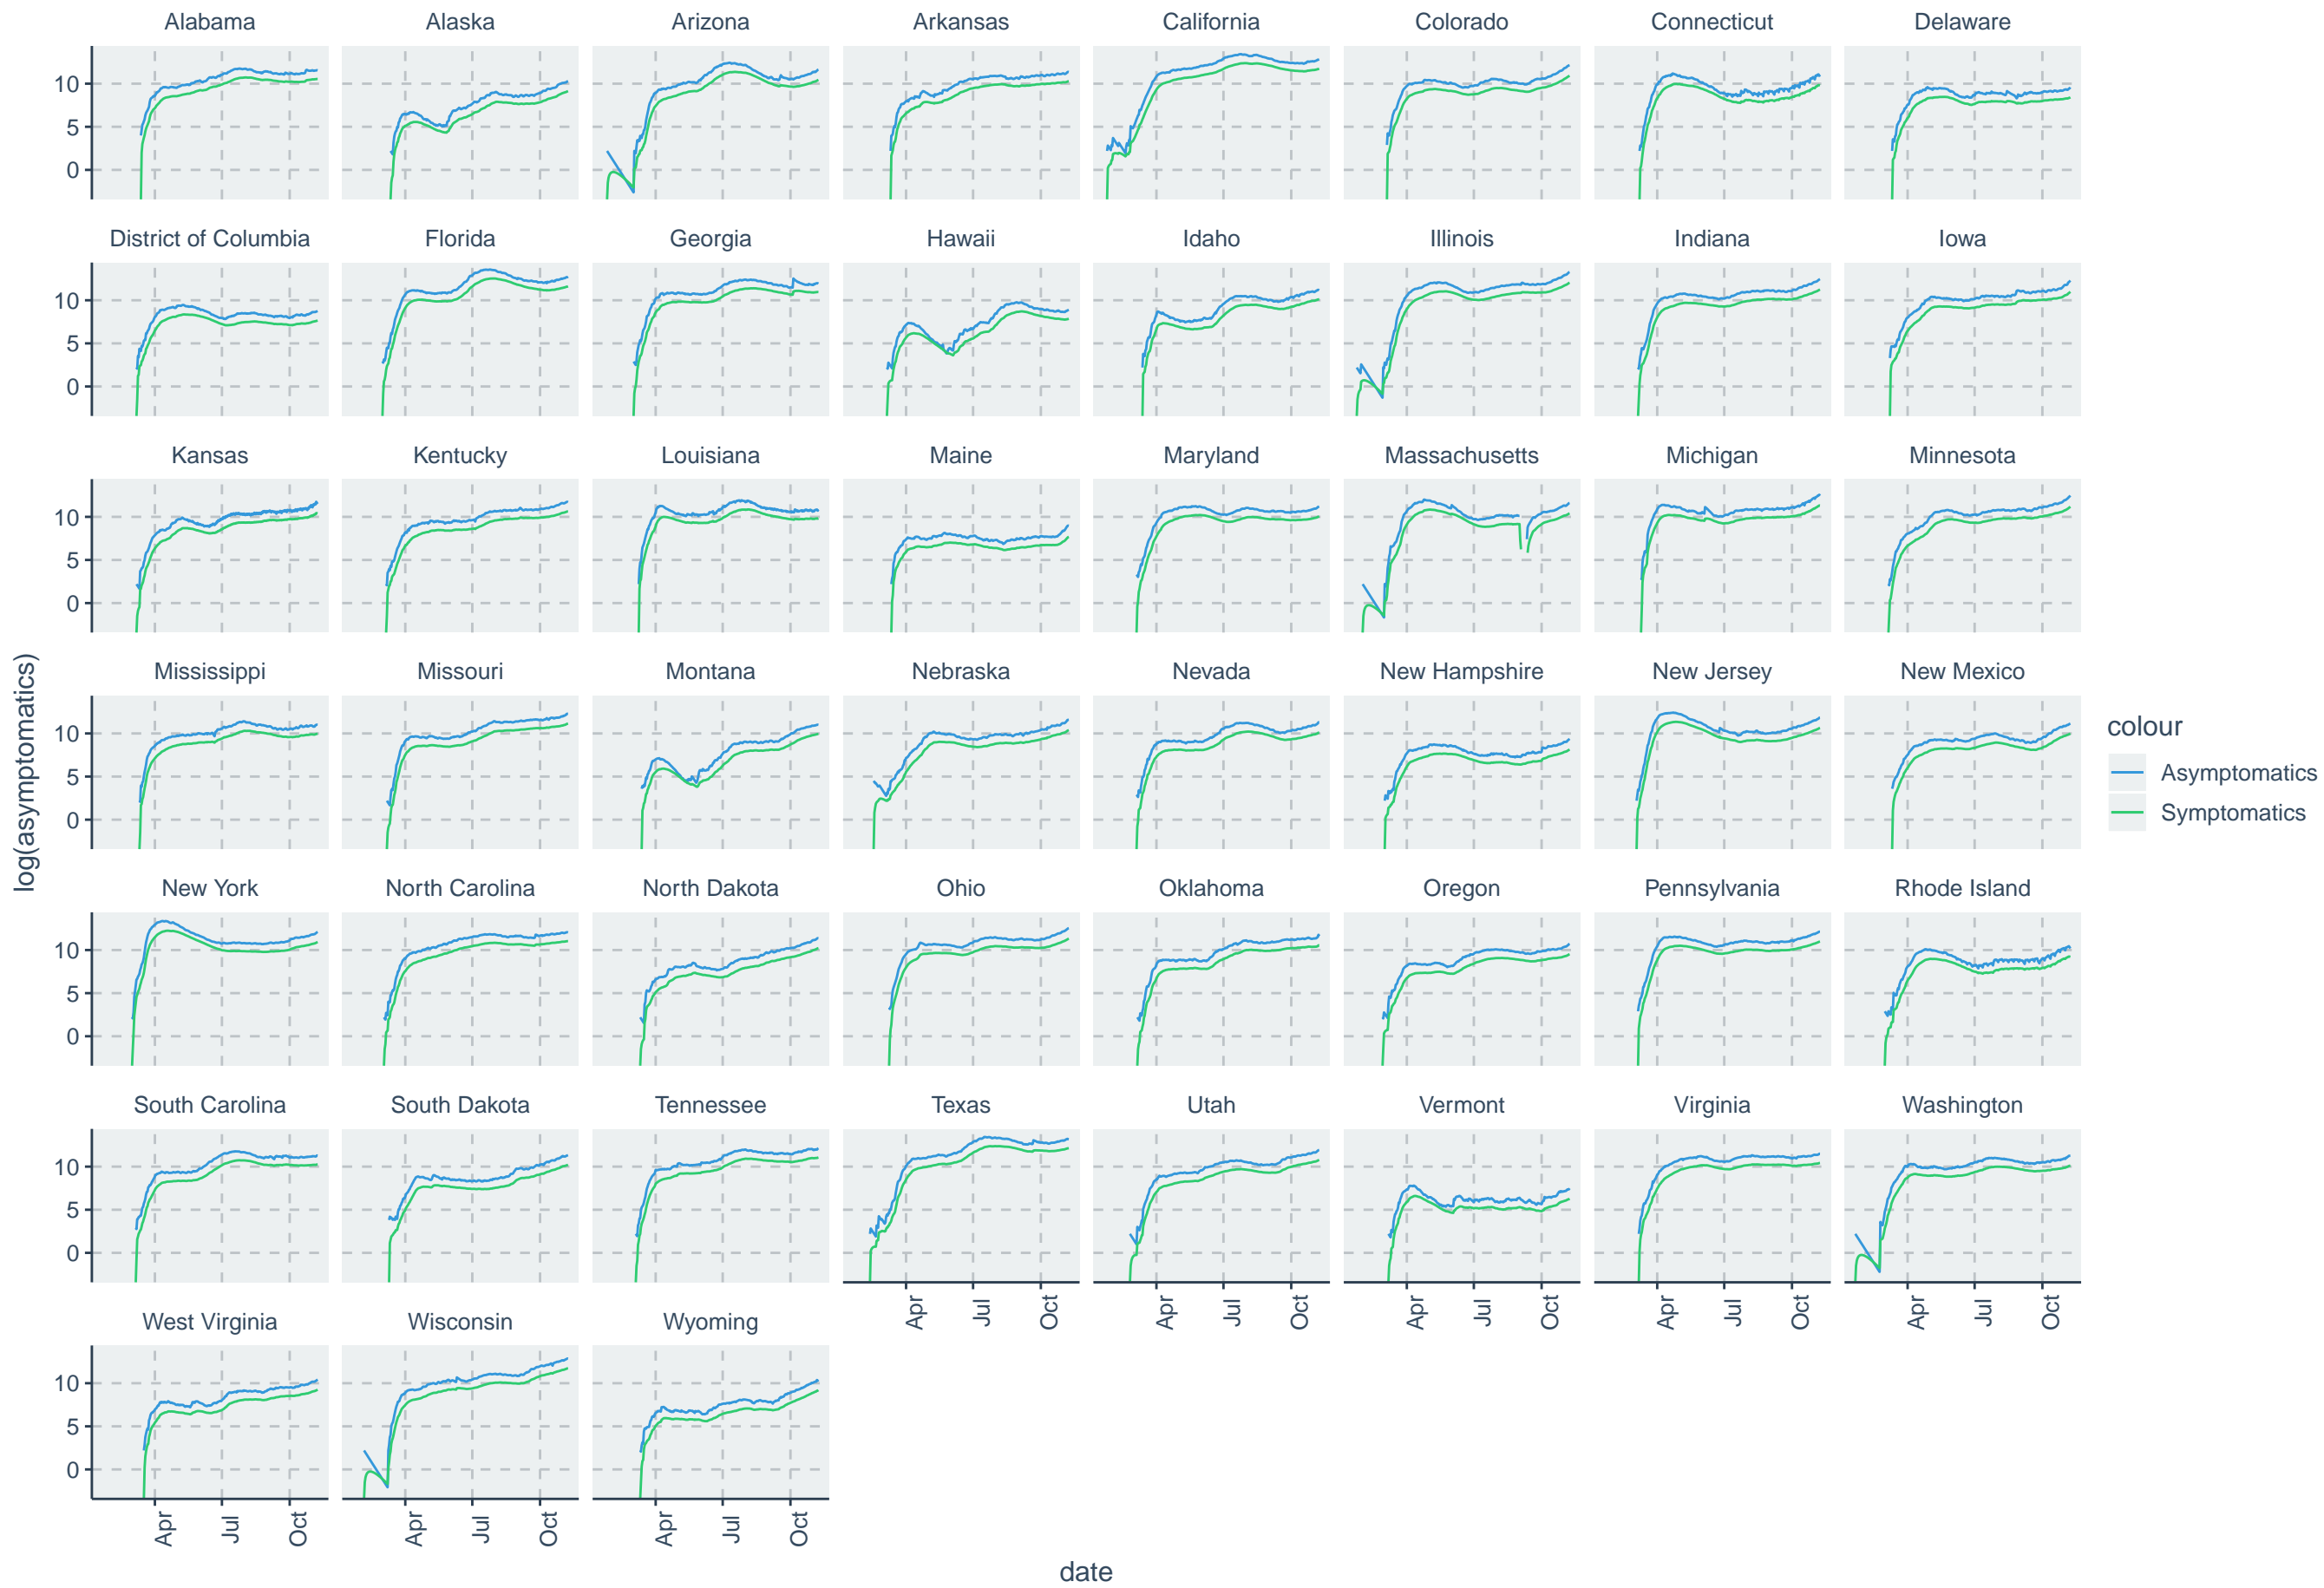 Alabama Alaska Arizona Arkansas California Colorado Connecticut Delaware
10
5
0
District of Columbia Florida Georgia Hawaii Idaho Illinois Indiana Iowa
10
5
0
Kansas Kentucky Louisiana Maine Maryland Massachusetts Michigan Minnesota
10
5
0
log(asymptomatics)
Mississippi Missouri Montana Nebraska Nevada New Hampshire New Jersey New Mexico
10
5
0
colour
Asymptomatics
Symptomatics
New York North Carolina North Dakota Ohio Oklahoma Oregon Pennsylvania Rhode Island
10
5
0
South Carolina South Dakota Tennessee Texas Utah Vermont Virginia Washington
10
5
0
Apr Jul Oct Apr Jul Oct Apr Jul Oct Apr Jul Oct Apr Jul Oct
West Virginia Wisconsin Wyoming
10
5
0
Apr Jul Oct Apr Jul Oct Apr Jul Oct
date